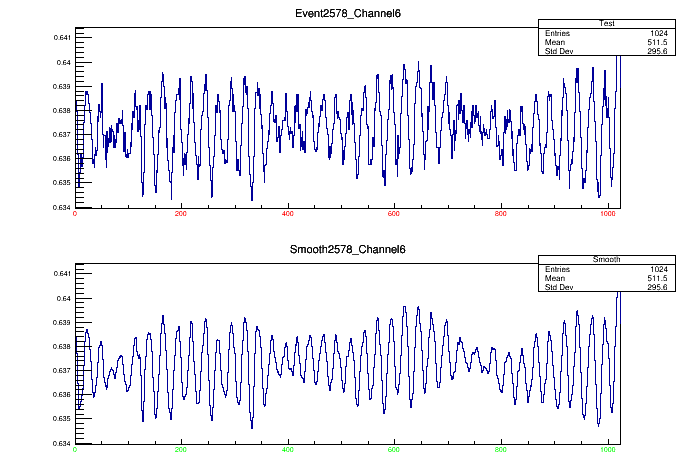 Event2578_Channel6
Test
Entries 1024
Mean 511.5
Std Dev 295.6
0.641
0.64
0.639
0.638
0.637
0.636
0.635
0.634
0 200 400 600 800 1000
Smooth2578_Channel6
Smooth
Entries 1024
Mean 511.5
Std Dev 295.6
0.641
0.64
0.639
0.638
0.637
0.636
0.635
0.634
0 200 400 600 800 1000